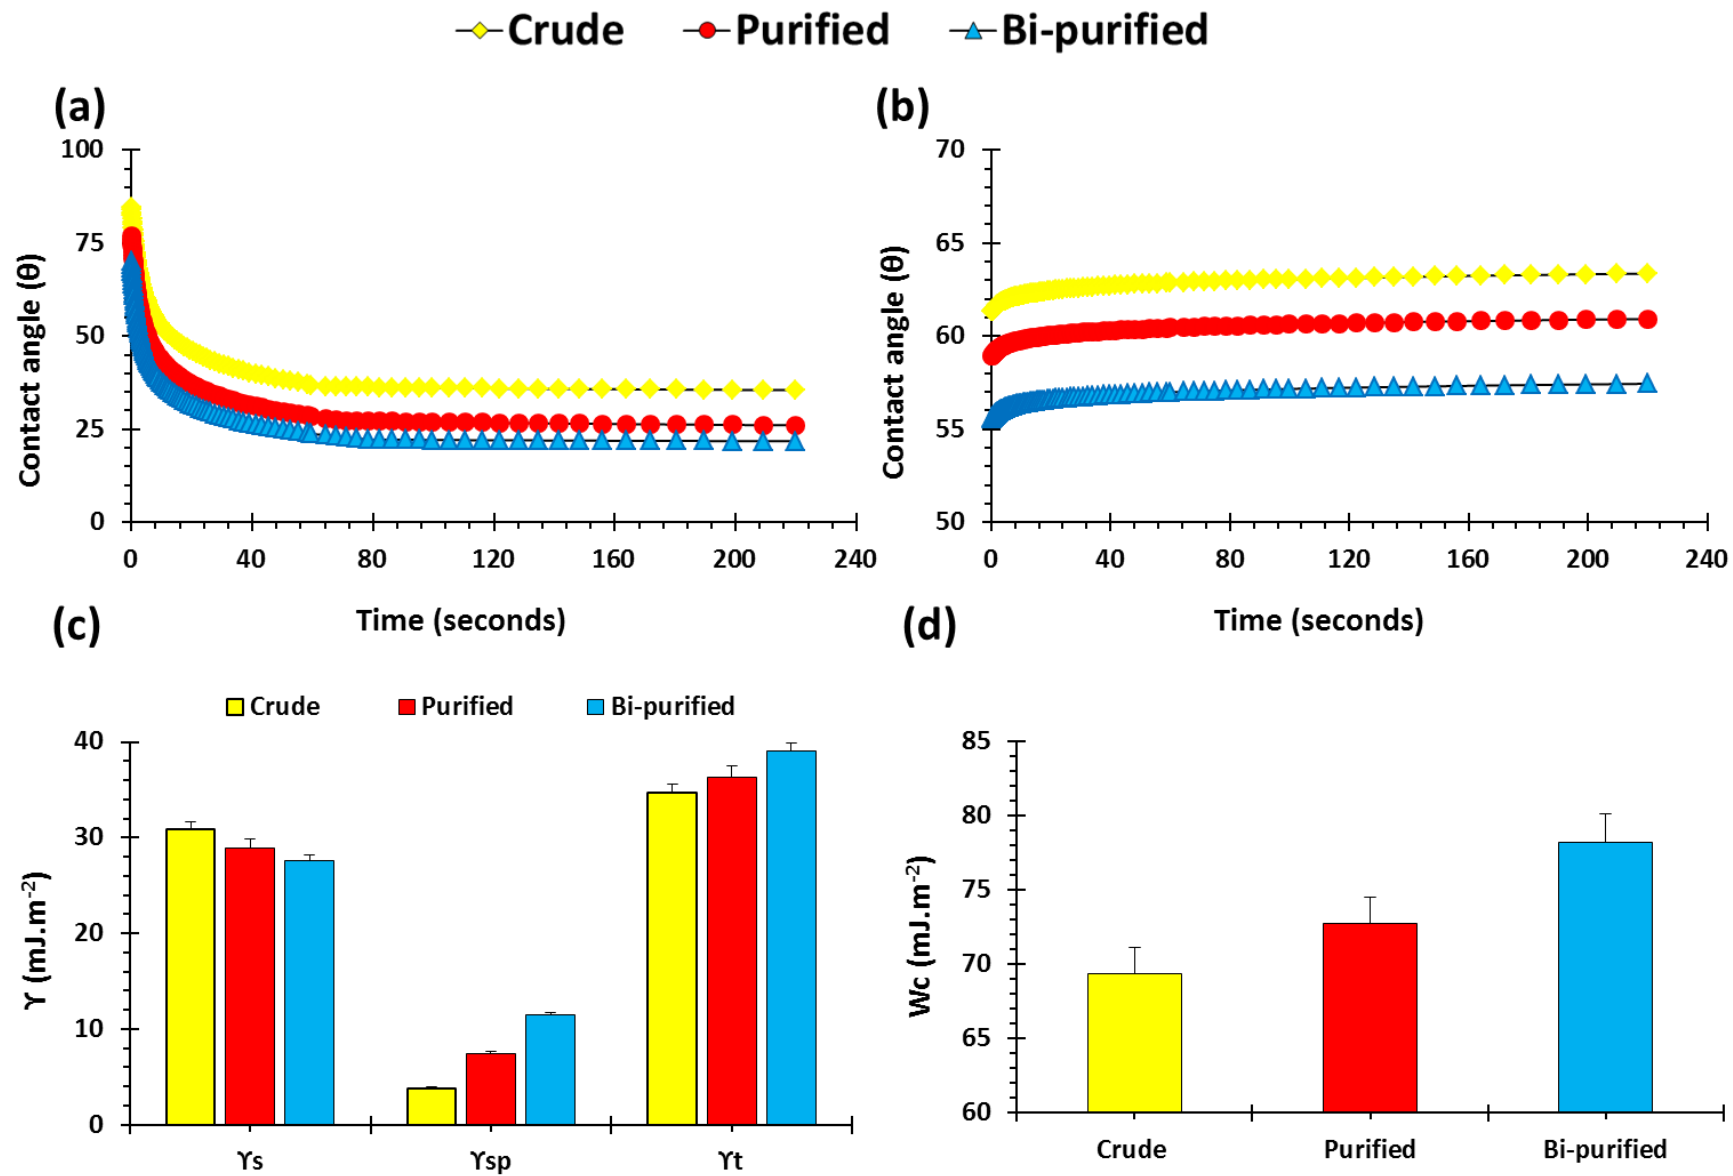 Crude Purified Bi-purified
(a)
100
75
50
25
0
Contact angle (θ)
0 40 80 120 160 200 240
Time (seconds)
(b)
70
65
60
55
50
Contact angle (θ)
0 40 80 120 160 200 240
Time (seconds)
(c)
Crude Purified Bi-purified
40
30
20
10
0
ϒ (mJ.m⁻²)
ϒs ϒsp ϒt
(d)
85
80
75
70
65
60
Wc (mJ.m⁻²)
Crude Purified Bi-purified